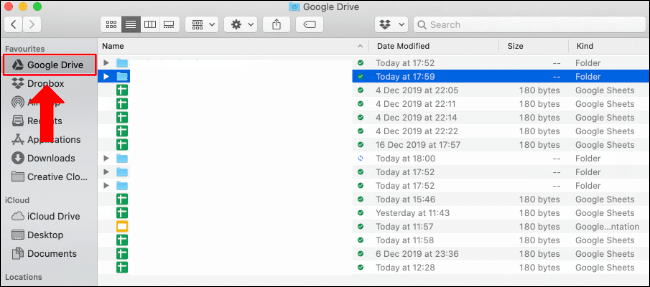 Google Drive
Search
Favourites
Google Drive
Dropbox
Applications
Downloads
Creative Clo...
iCloud
iCloud Drive
Desktop
Documents
Locations
Name Date Modified Size Kind
Today at 17:52 -- Folder
Today at 17:59 -- Folder
4 Dec 2019 at 22:05 180 bytes Google Sheets
4 Dec 2019 at 22:11 180 bytes Google Sheets
4 Dec 2019 at 22:14 180 bytes Google Sheets
4 Dec 2019 at 22:22 180 bytes Google Sheets
16 Dec 2019 at 17:57 180 bytes Google Sheets
Today at 18:00 -- Folder
Today at 17:52 -- Folder
Today at 17:52 -- Folder
Today at 15:46 180 bytes Google Sheets
Yesterday at 11:43 180 bytes Google Sheets
Today at 11:57 180 bytes Google...ntation
Today at 11:58 180 bytes Google Sheets
6 Dec 2019 at 23:36 180 bytes Google Sheets
Today at 12:28 180 bytes Google Sheets